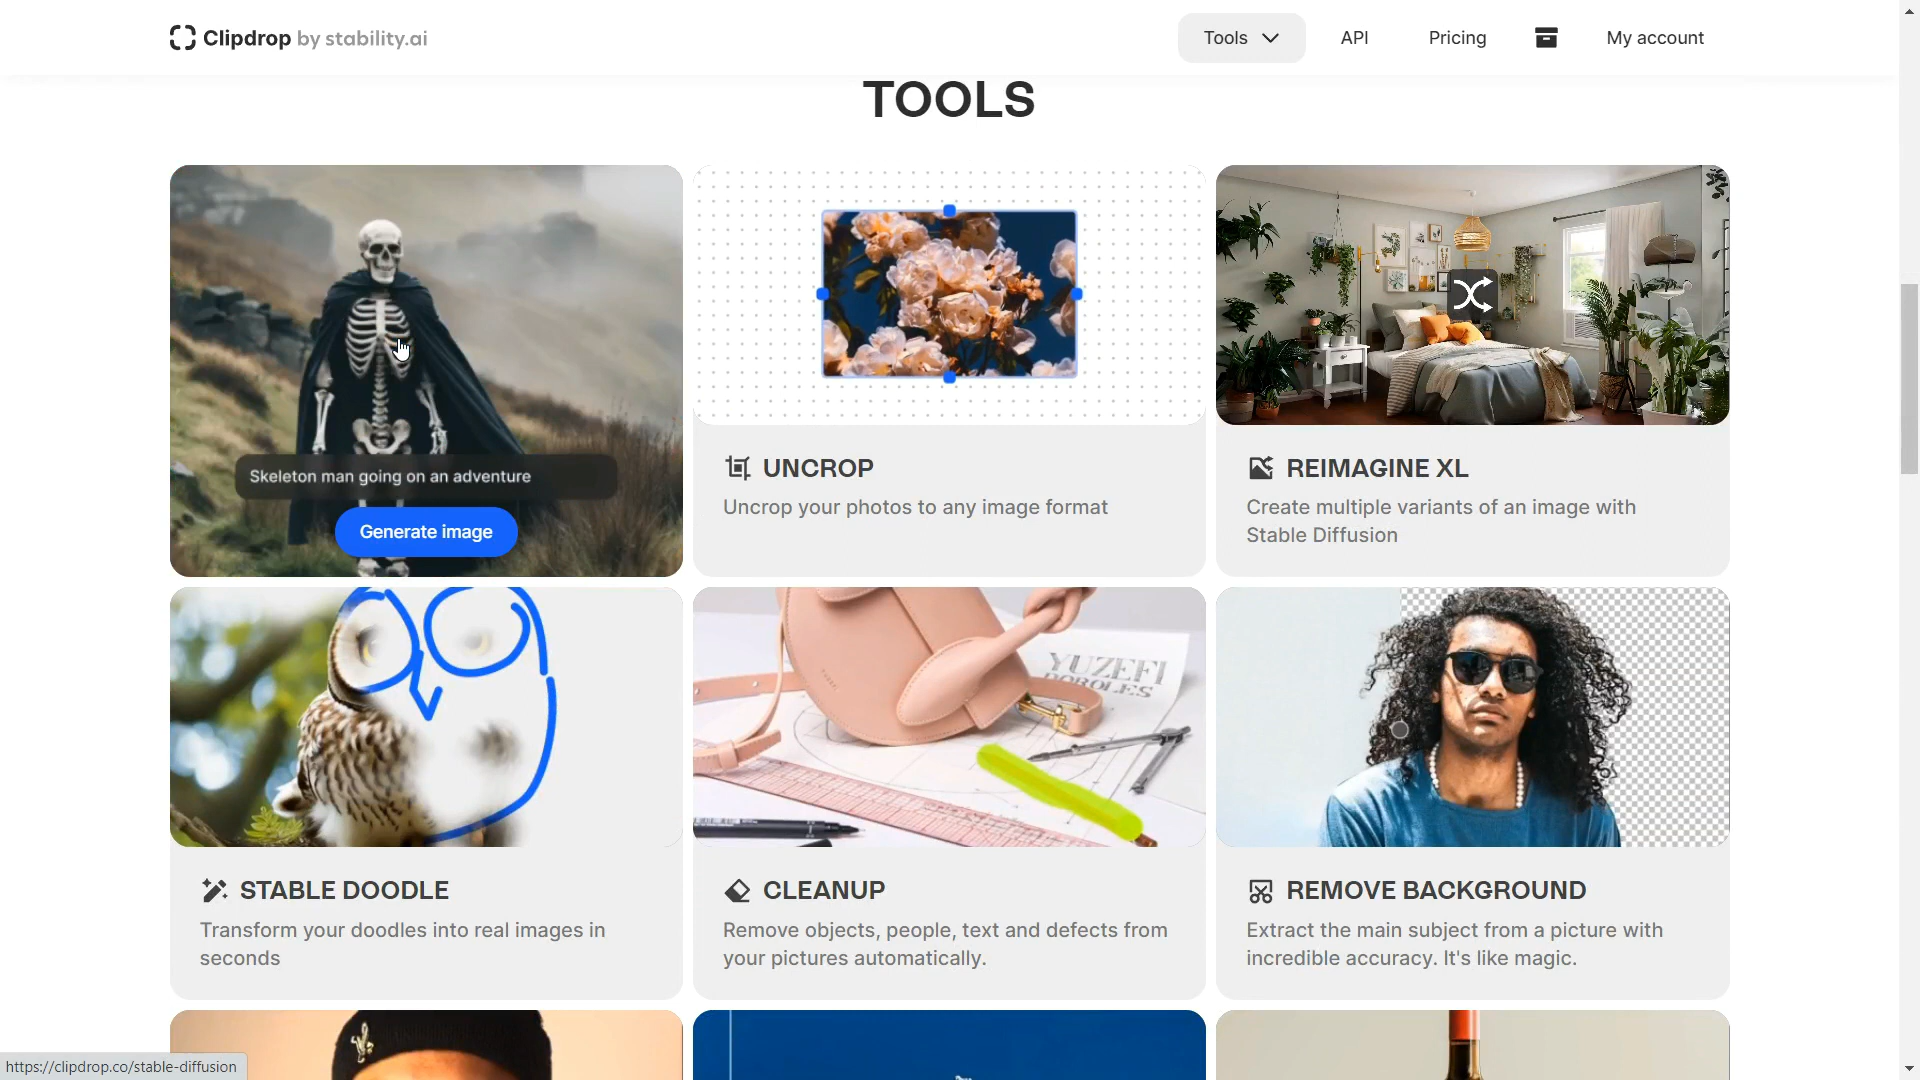 Clipdrop by stability.ai
Tools
API
Pricing
My account
TOOLS
Skeleton man going on an adventure
Generate image
UNCROP
Uncrop your photos to any image format
REIMAGINE XL
Create multiple variants of an image with
Stable Diffusion
YUZEFI
STABLE DOODLE
Transform your doodles into real images in
seconds
CLEANUP
Remove objects, people, text and defects from
your pictures automatically.
REMOVE BACKGROUND
Extract the main subject from a picture with
incredible accuracy. It's like magic.
https://clipdrop.co/stable-diffusion